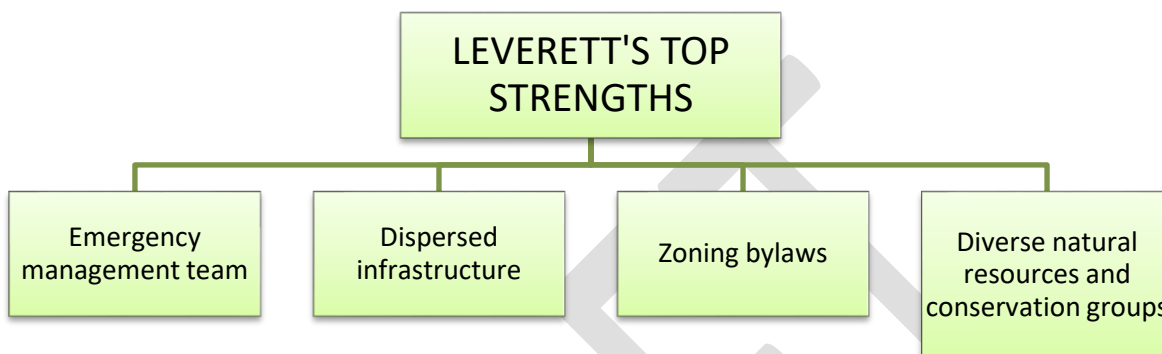 LEVERETT'S TOP
STRENGTHS
Emergency
management team
Dispersed
infrastructure
Zoning bylaws
Diverse natural
resources and
conservation groups